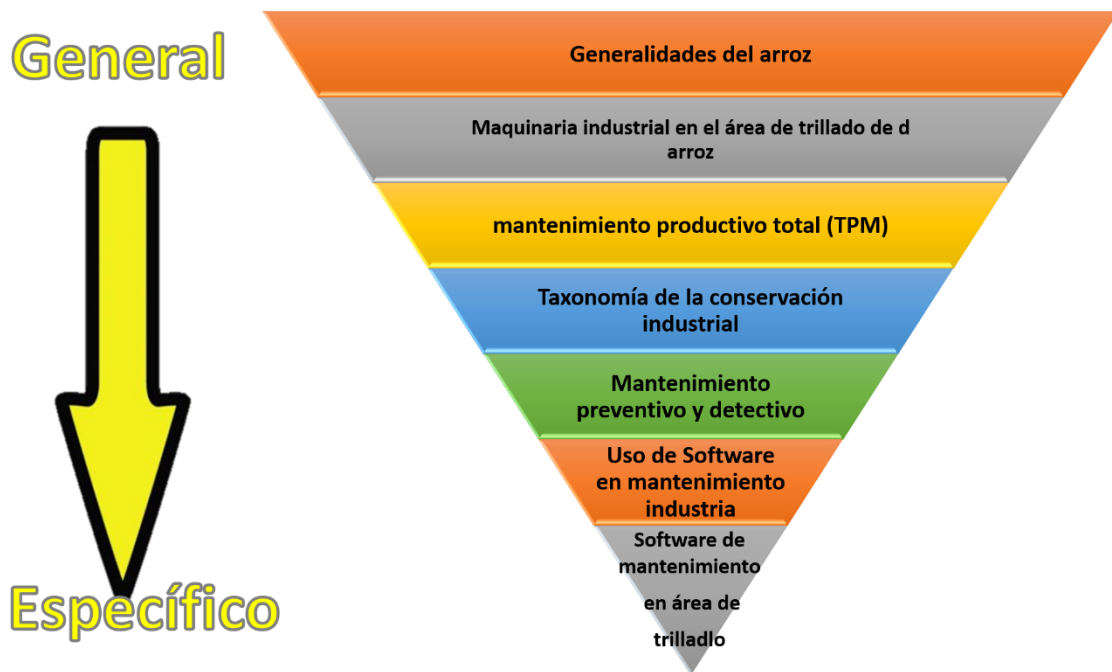 General
Generalidades del arroz
Maquinaria industrial en el área de trillado de d
arroz
mantenimiento productivo total (TPM)
Taxonomía de la conservación
industrial
Mantenimiento
preventivo y detectivo
Uso de Software
en mantenimiento
industria
Software de
mantenimiento
en área de
trilladlo
Específico